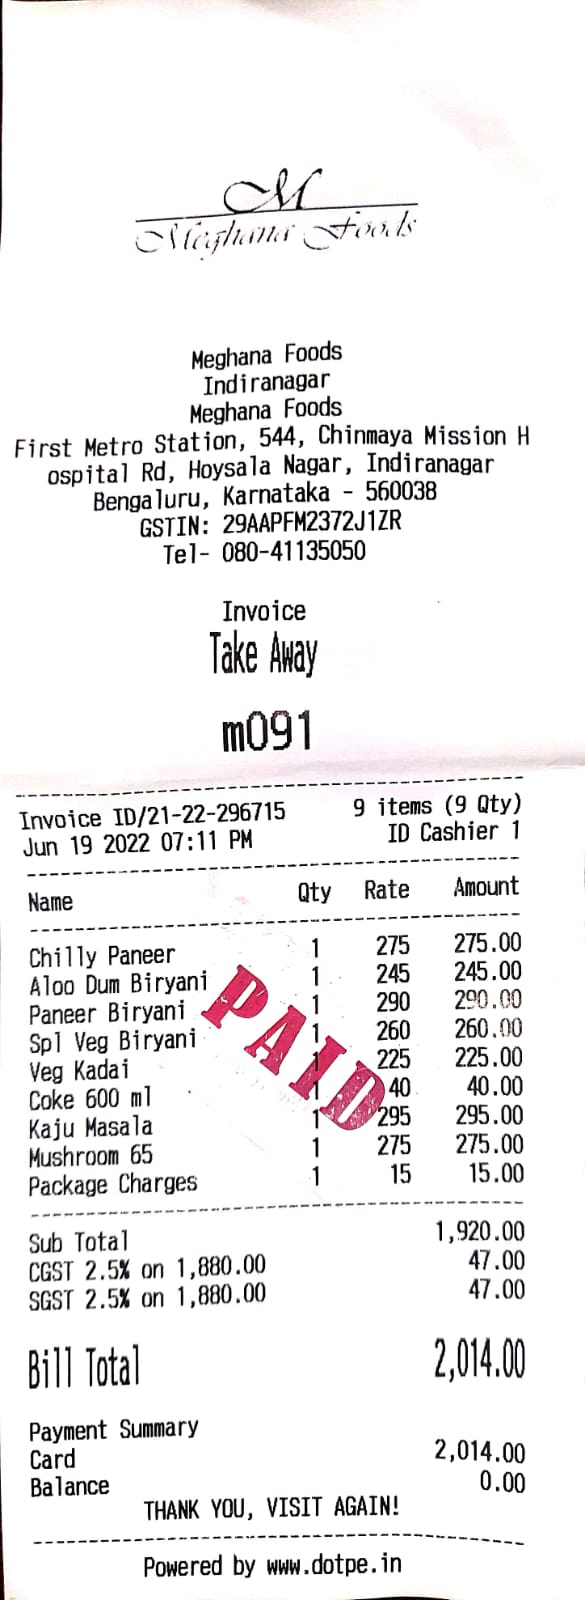 M
Meghana Foods
Meghana Foods
Indiranagar
Meghana Foods
First Metro Station, 544, Chinmaya Mission H
ospital Rd, Hoysala Nagar, Indiranagar
Bengaluru, Karnataka - 560038
GSTIN: 29AAPFM2372J1ZR
Tel- 080-41135050
Invoice
Take Away
m091
Invoice ID/21-22-296715 9 items (9 Qty)
Jun 19 2022 07:11 PM ID Cashier 1
Name Qty Rate Amount
Chilly Paneer 1 275 275.00
Aloo Dum Biryani 1 245 245.00
Paneer Biryani 1 290 290.00
Spl Veg Biryani 1 260 260.00
Veg Kadai 1 225 225.00
Coke 600 ml 1 40 40.00
Kaju Masala 1 295 295.00
Mushroom 65 1 275 275.00
Package Charges 1 15 15.00
PAID
Sub Total 1,920.00
CGST 2.5% on 1,880.00 47.00
SGST 2.5% on 1,880.00 47.00
Bill Total 2,014.00
Payment Summary
Card 2,014.00
Balance 0.00
THANK YOU, VISIT AGAIN!
Powered by www.dotpe.in